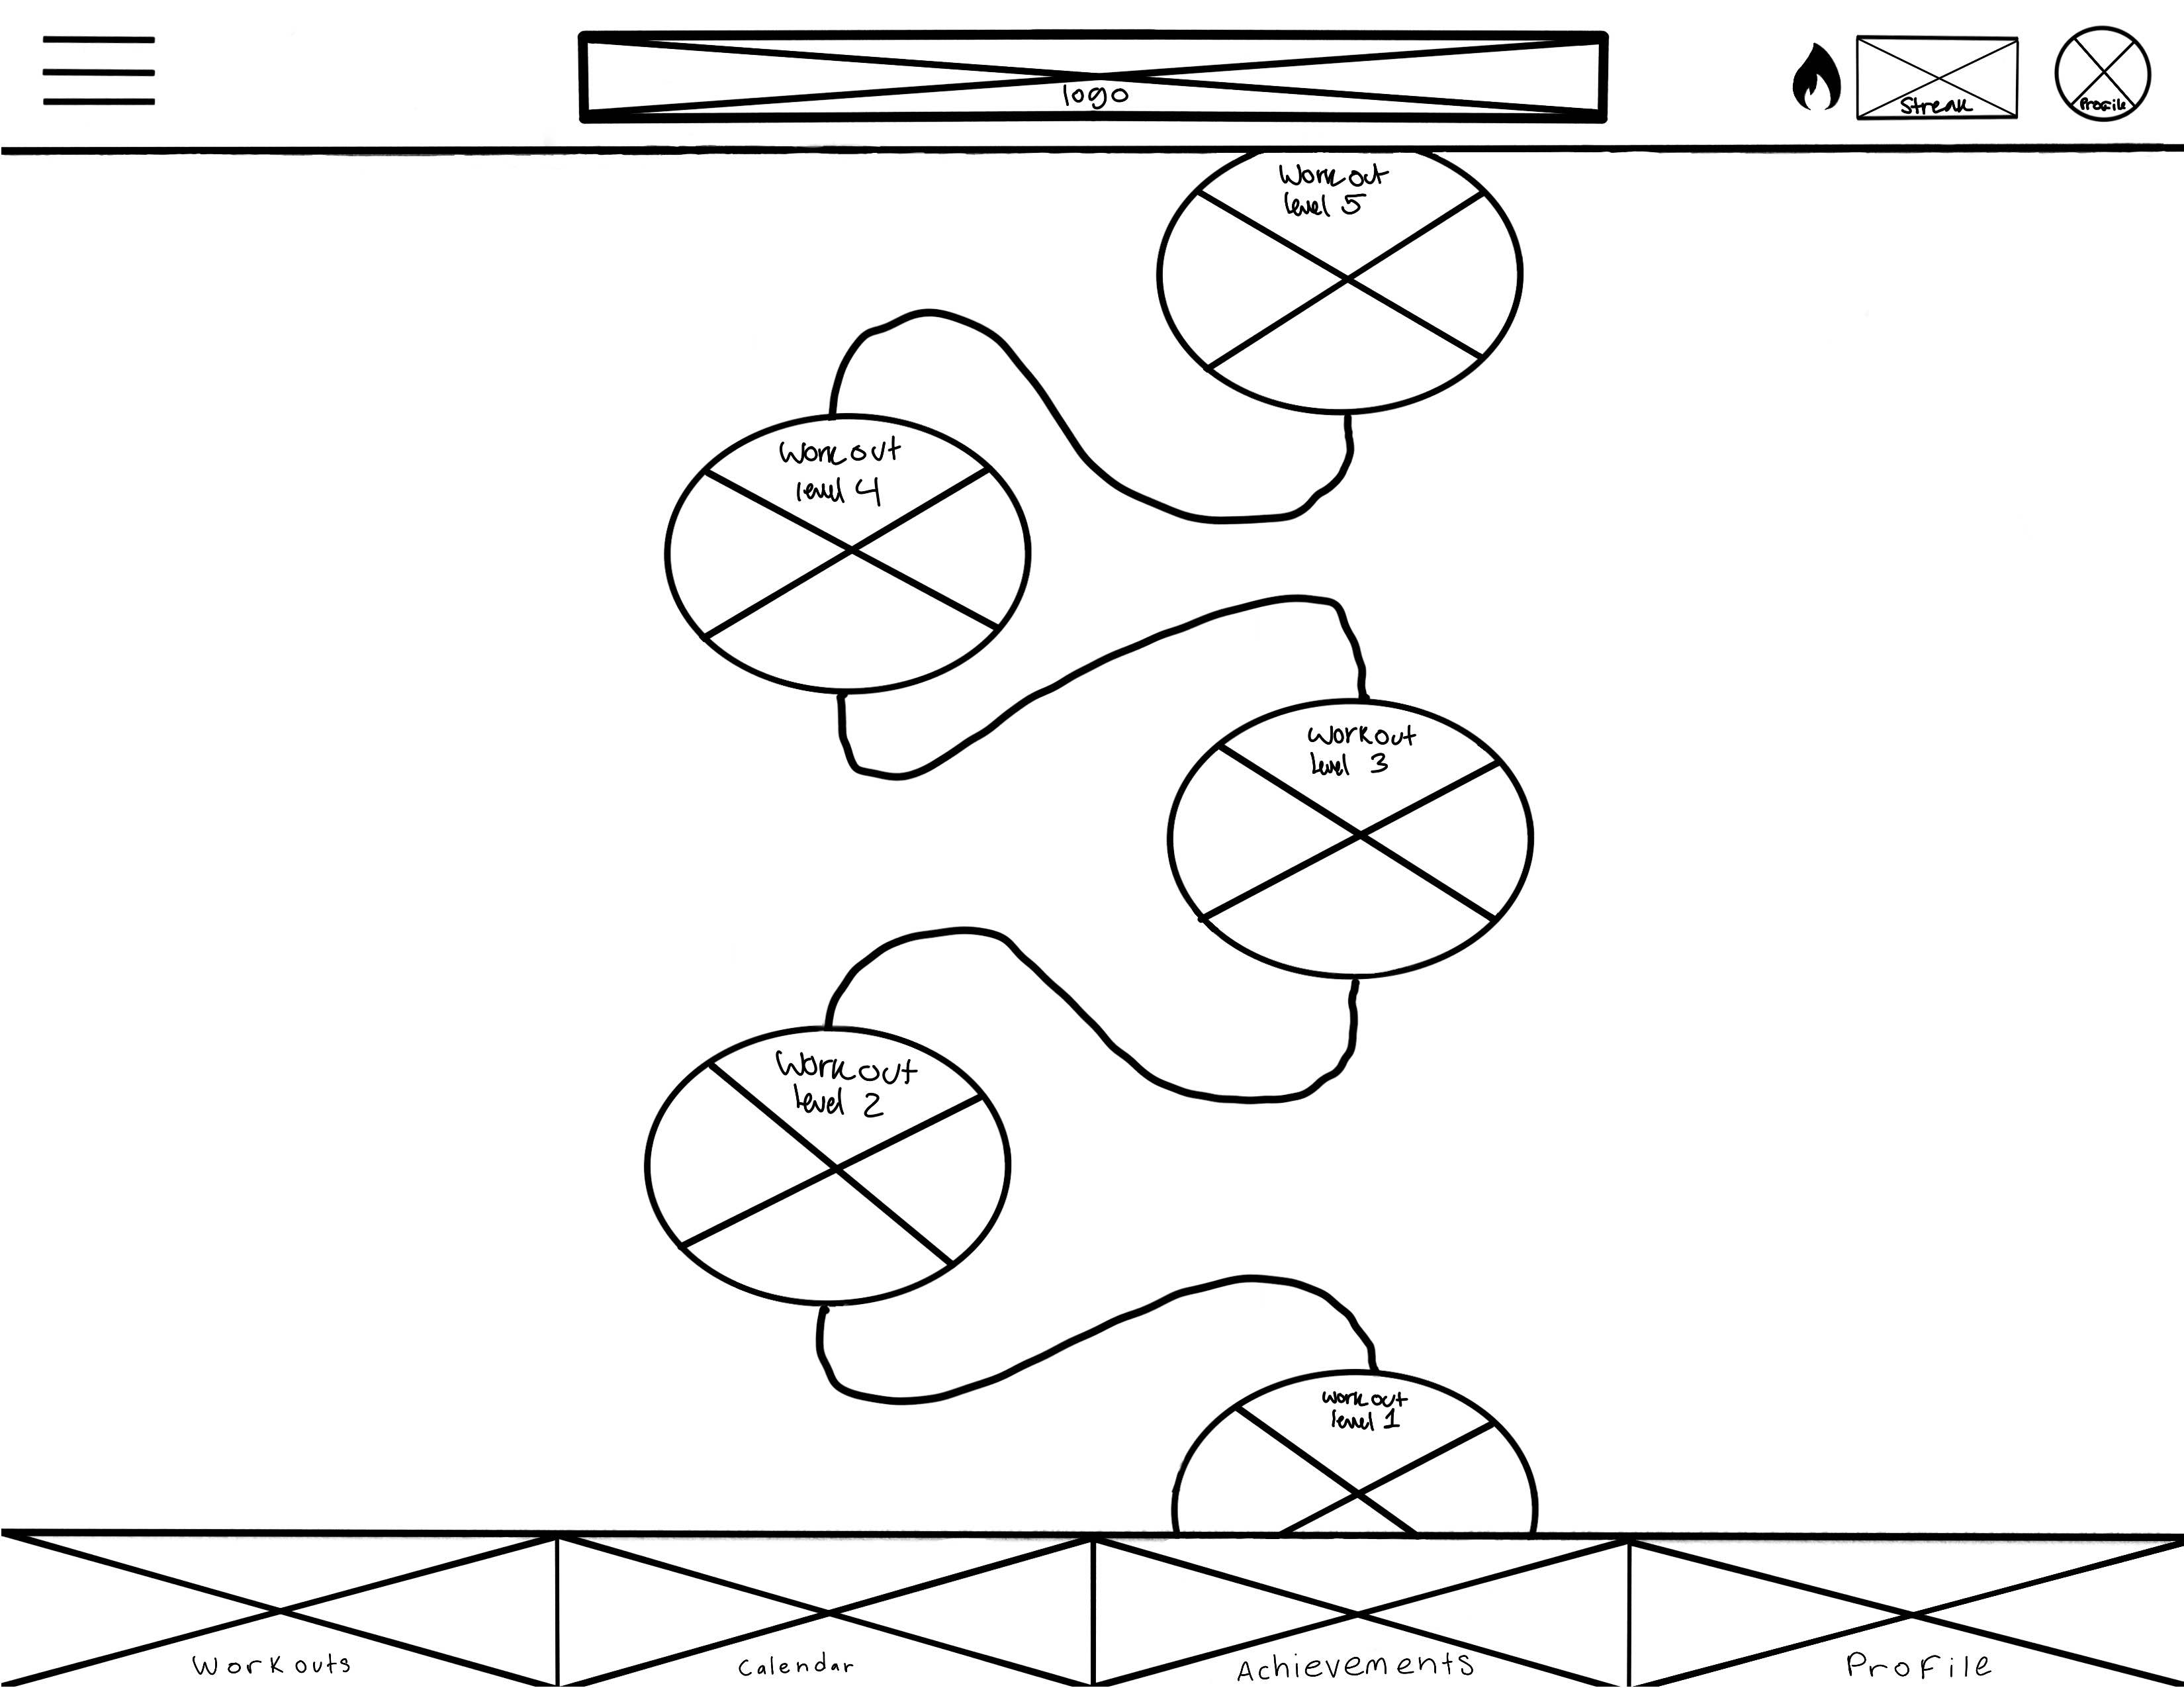 logo
Streak
Profile
Workout
level 5
Workout
level 4
Workout
Level 3
Workout
Level 2
Workout
level 1
Workouts
Calendar
Achievements
Profile